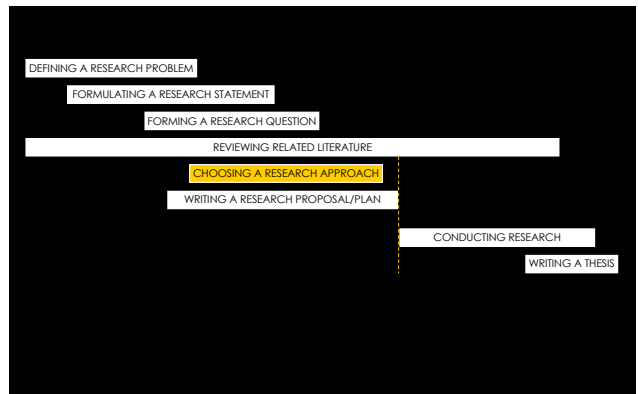 DEFINING A RESEARCH PROBLEM
FORMULATING A RESEARCH STATEMENT
FORMING A RESEARCH QUESTION
REVIEWING RELATED LITERATURE
CHOOSING A RESEARCH APPROACH
WRITING A RESEARCH PROPOSAL/PLAN
CONDUCTING RESEARCH
WRITING A THESIS